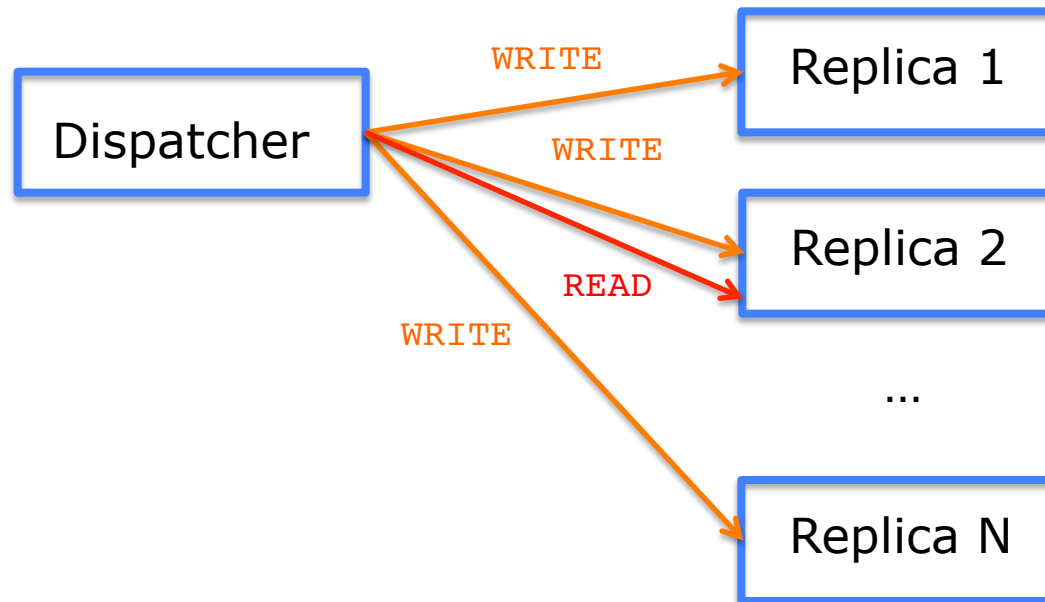 WRITE
Replica 1
Dispatcher
WRITE
Replica 2
READ
WRITE
…
Replica N